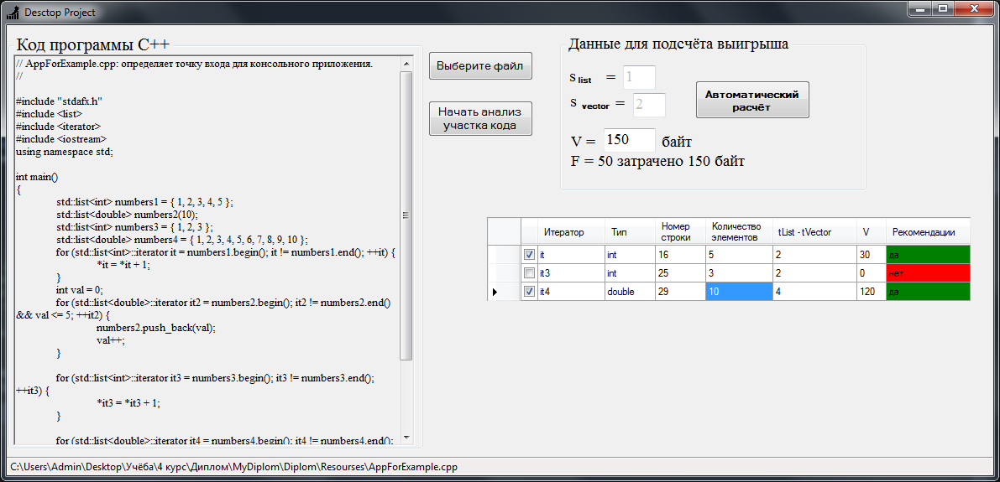 Desctop Project
Код программы C++
// AppForExample.cpp: определяет точку входа для консольного приложения.
//
#include "stdafx.h"
#include <list>
#include <iterator>
#include <iostream>
using namespace std;
int main()
{
std::list<int> numbers1 = { 1, 2, 3, 4, 5 };
std::list<double> numbers2(10);
std::list<int> numbers3 = { 1, 2, 3 };
std::list<double> numbers4 = { 1, 2, 3, 4, 5, 6, 7, 8, 9, 10 };
for (std::list<int>::iterator it = numbers1.begin(); it != numbers1.end(); ++it) {
*it = *it + 1;
}
int val = 0;
for (std::list<double>::iterator it2 = numbers2.begin(); it2 != numbers2.end()
&& val <= 5; ++it2) {
numbers2.push_back(val);
val++;
}
for (std::list<int>::iterator it3 = numbers3.begin(); it3 != numbers3.end();
++it3) {
*it3 = *it3 + 1;
}
for (std::list<double>::iterator it4 = numbers4.begin(); it4 != numbers4.end();
Выберите файл
Начать анализ
участка кода
Данные для подсчёта выигрыша
S list = 1
S vector = 2
Автоматический
расчёт
V = 150 байт
F = 50 затрачено 150 байт
Итератор Тип Номер строки Количество элементов tList - tVector V Рекомендации
it int 16 5 2 30 да
it3 int 25 3 2 0 нет
it4 double 29 10 4 120 да
C:\Users\Admin\Desktop\Учёба\4 курс\Диплом\MyDiplom\Diplom\Resourses\AppForExample.cpp